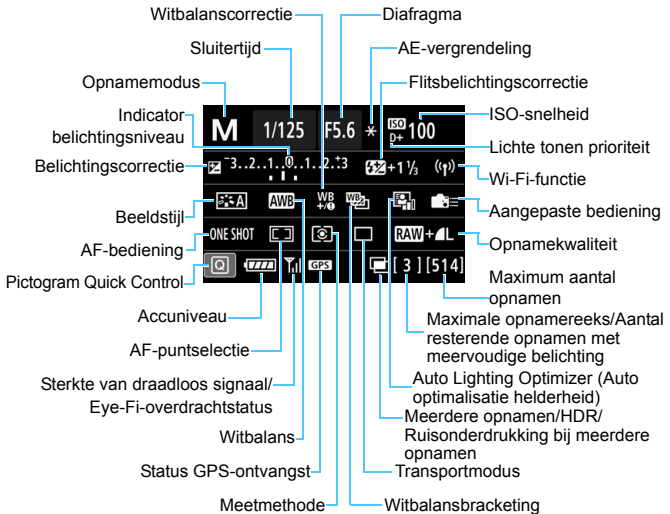 Witbalanscorrectie
Diafragma
Sluitertijd
AE-vergrendeling
Opnamemodus
Flitsbelichtingscorrectie
Indicator
belichtingsniveau
ISO-snelheid
Lichte tonen prioriteit
Belichtingscorrectie
Wi-Fi-functie
Beeldstijl
Aangepaste bediening
AF-bediening
Opnamekwaliteit
Pictogram Quick Control
Maximum aantal
opnamen
Accuniveau
Maximale opnamereeks/Aantal
resterende opnamen met
meervoudige belichting
AF-puntselectie
Sterkte van draadloos signaal/
Eye-Fi-overdrachtstatus
Auto Lighting Optimizer (Auto
optimalisatie helderheid)
Witbalans
Meerdere opnamen/HDR/
Ruisonderdrukking bij meerdere
opnamen
Status GPS-ontvangst
Transportmodus
Meetmethode
Witbalansbracketing
M 1/125 F5.6 * ISO D+ 100
-3..2..1..0..1..2.+3 +1 1/3
A AWB WB +/- WB
ONE SHOT RAW+L
Q GPS [ 3 ] [514]